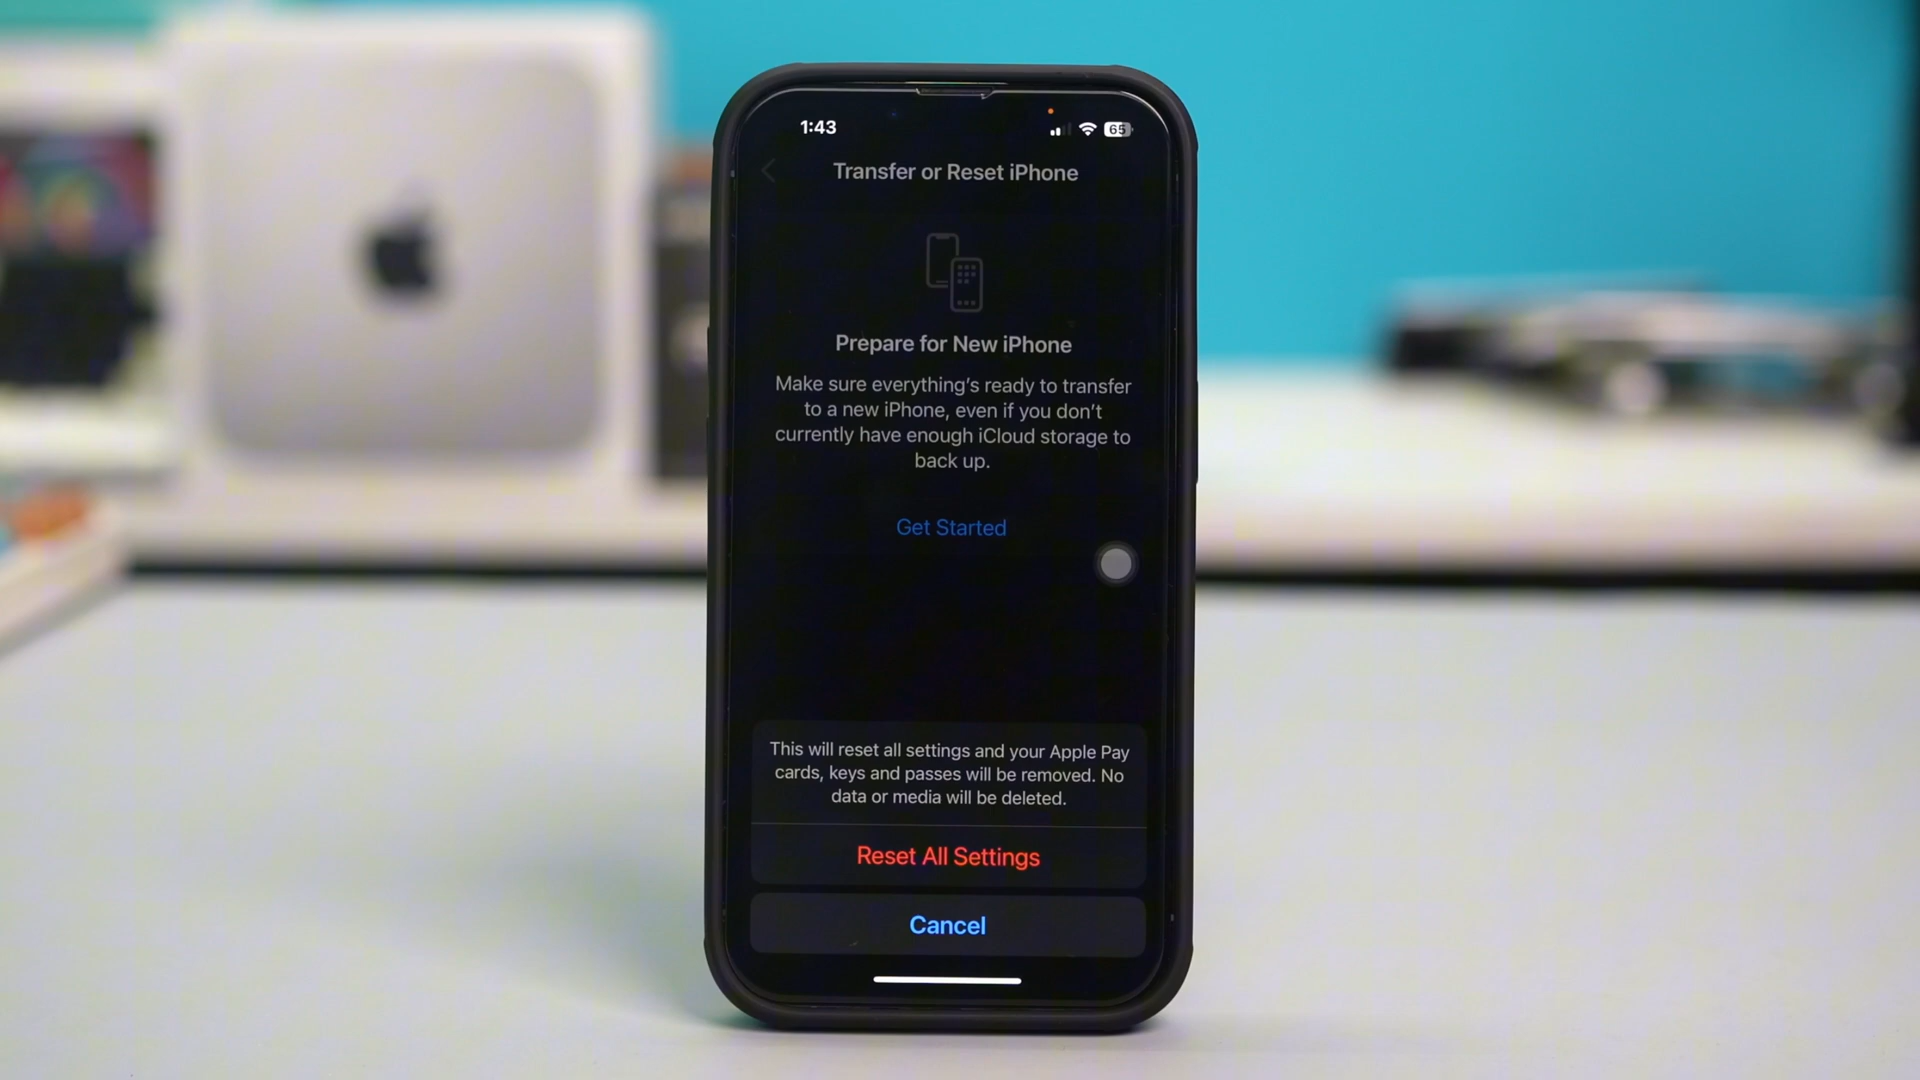 1:43
65
Transfer or Reset iPhone
Prepare for New iPhone
Make sure everything's ready to transfer
to a new iPhone, even if you don't
currently have enough iCloud storage to
back up.
Get Started
This will reset all settings and your Apple Pay
cards, keys and passes will be removed. No
data or media will be deleted.
Reset All Settings
Cancel